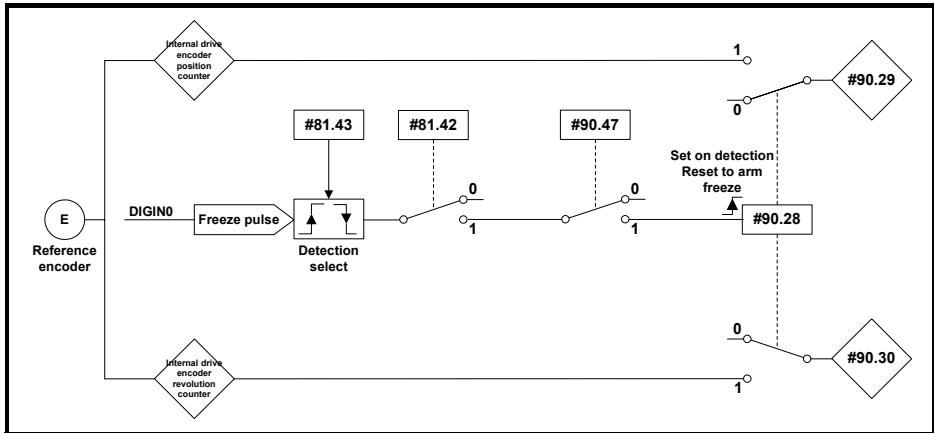 Internal drive
encoder
position
counter
1
#90.29
0
#81.43
#81.42
#90.47
Set on detection
Reset to arm
freeze
E
DIGIN0
Freeze pulse
0
1
0
1
#90.28
Reference
encoder
Detection
select
Internal drive
encoder
revolution
counter
0
#90.30
1